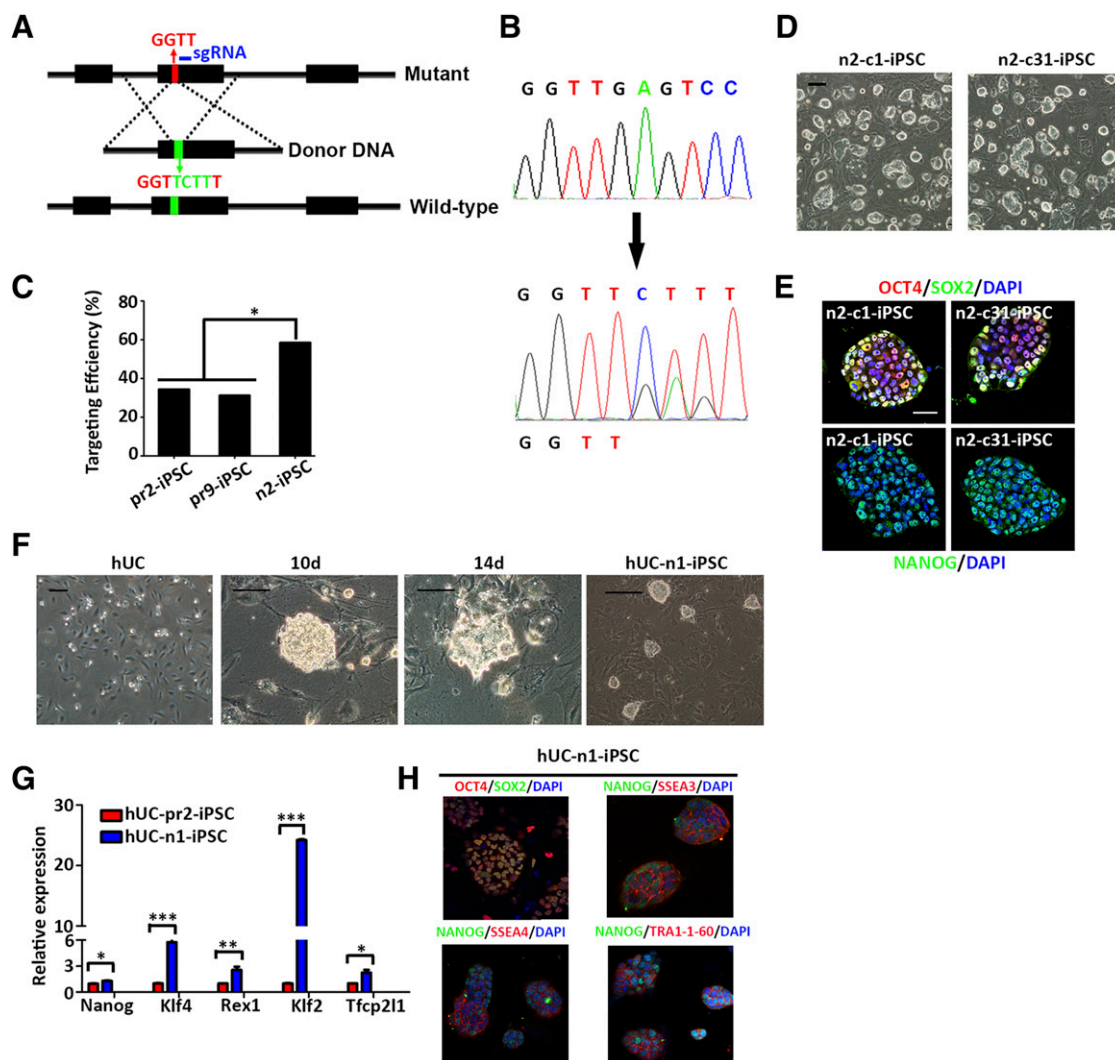 A
GGTT
sgRNA
Mutant
Donor DNA
GGTTCTTT
Wild-type
B
G G T T G A G T C C
G G T T C T T T
G G T T
C
Targeting Effciency (%)
80
60
40
20
0
pr2-iPSC
pr9-iPSC
n2-iPSC
*
D
n2-c1-iPSC
n2-c31-iPSC
E
OCT4/SOX2/DAPI
n2-c1-iPSC
n2-c31-iPSC
n2-c1-iPSC
n2-c31-iPSC
NANOG/DAPI
F
hUC
10d
14d
hUC-n1-iPSC
G
Relative expression
30
20
10
6
3
0
hUC-pr2-iPSC
hUC-n1-iPSC
*
***
**
***
*
Nanog
Klf4
Rex1
Klf2
Tfcp2l1
H
hUC-n1-iPSC
OCT4/SOX2/DAPI
NANOG/SSEA3/DAPI
NANOG/SSEA4/DAPI
NANOG/TRA1-1-60/DAPI